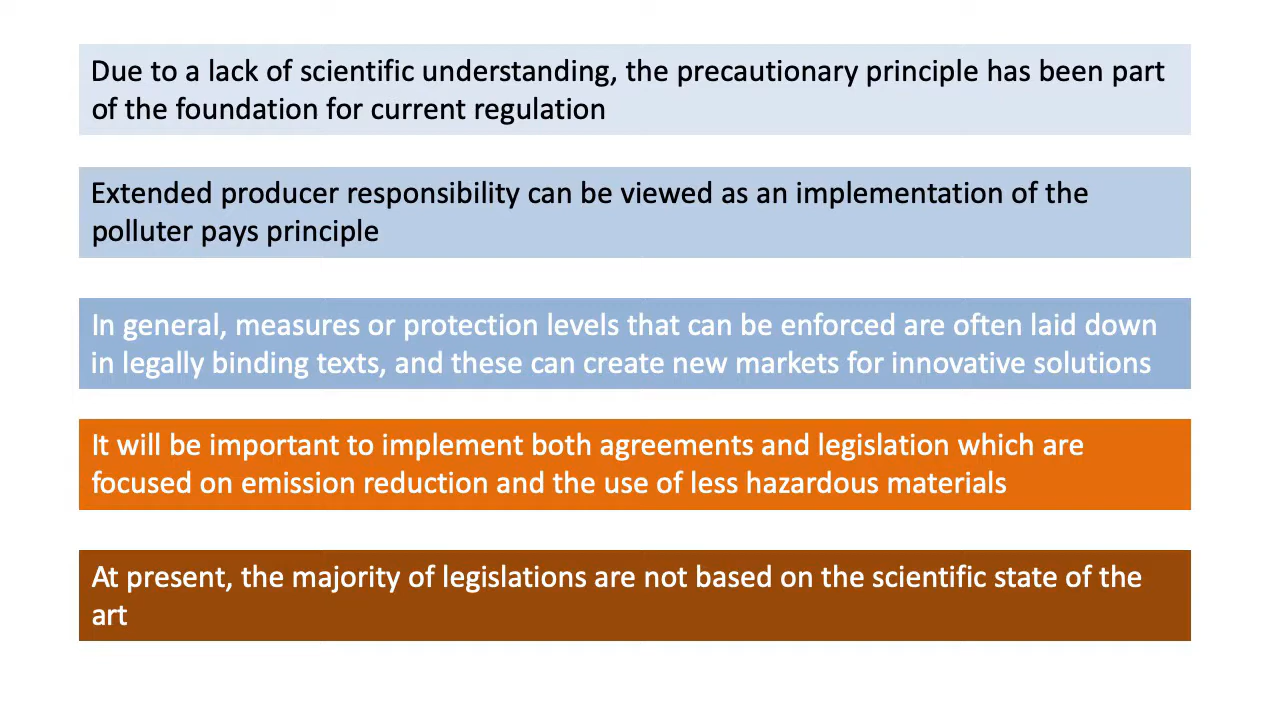 Due to a lack of scientific understanding, the precautionary principle has been part
of the foundation for current regulation
Extended producer responsibility can be viewed as an implementation of the
polluter pays principle
In general, measures or protection levels that can be enforced are often laid down
in legally binding texts, and these can create new markets for innovative solutions
It will be important to implement both agreements and legislation which are
focused on emission reduction and the use of less hazardous materials
At present, the majority of legislations are not based on the scientific state of the
art